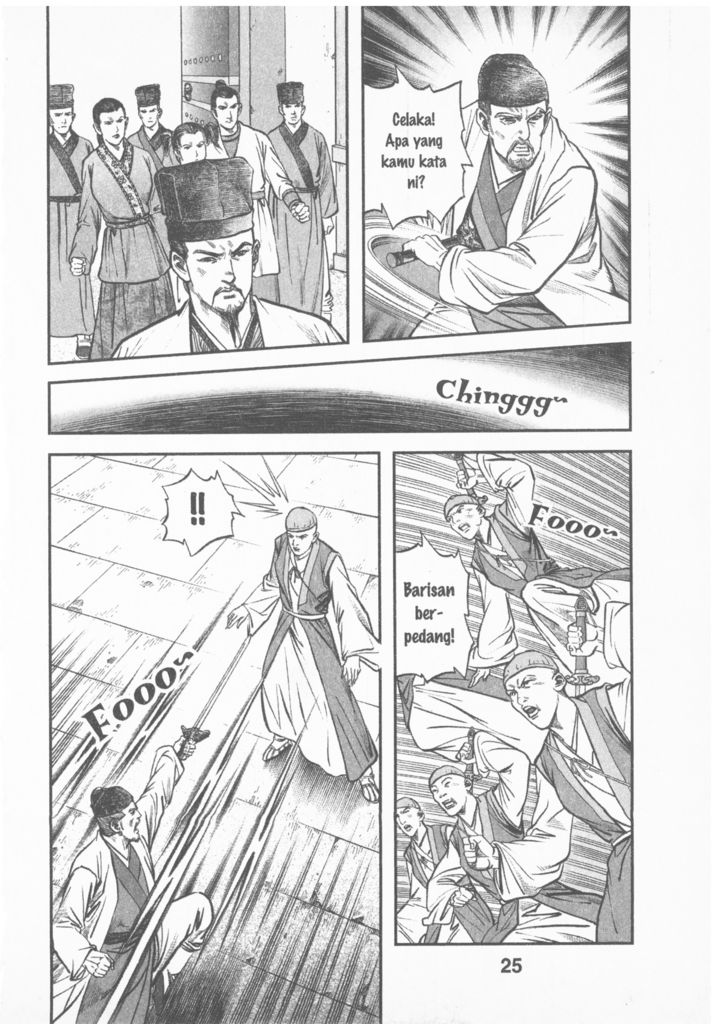 Celaka!
Apa yang
kamu kata
ni?
Chinggg~
!!
Fooo~
Fooo~
Barisan
ber-
pedang!
25